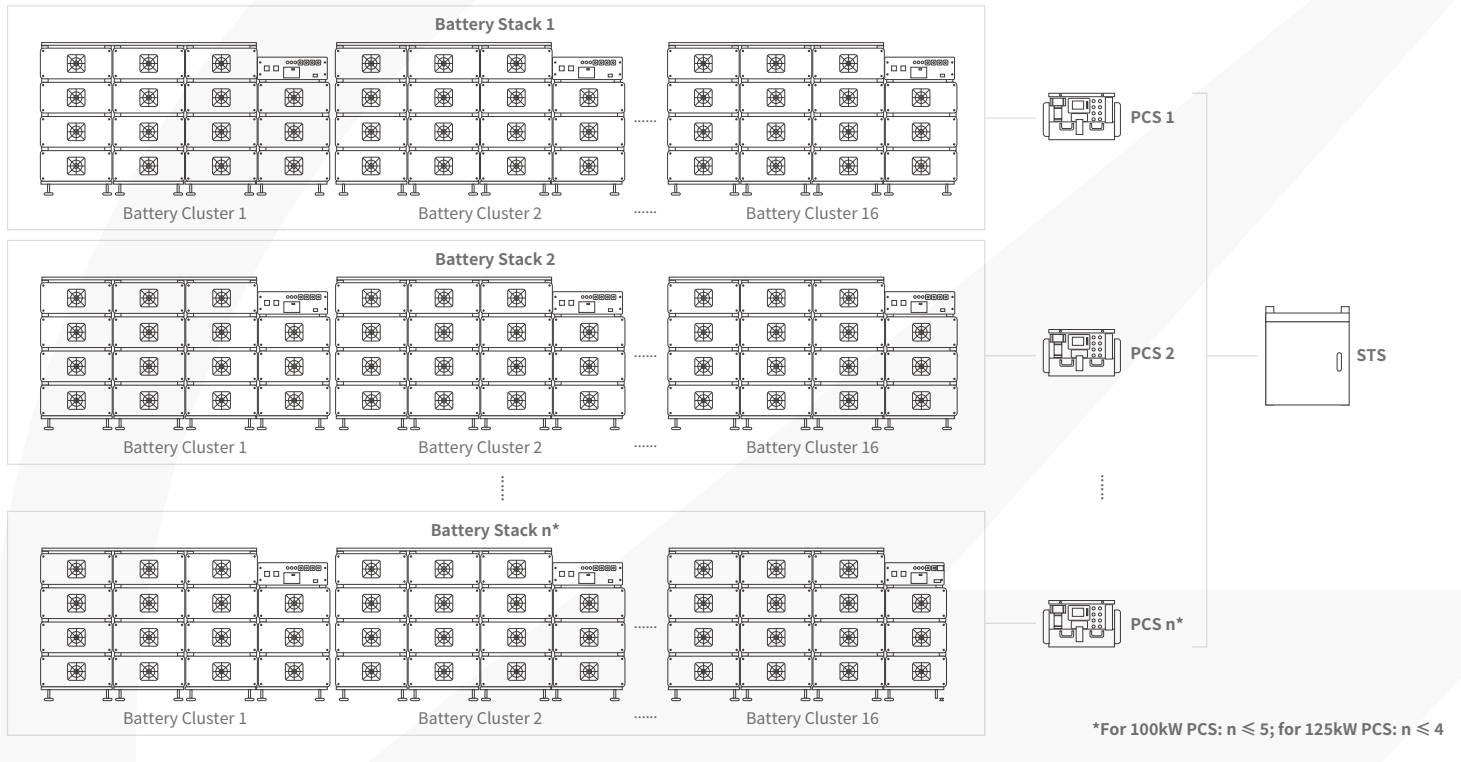 Battery Stack 1
Battery Cluster 1 Battery Cluster 2 ...... Battery Cluster 16
PCS 1
Battery Stack 2
Battery Cluster 1 Battery Cluster 2 ...... Battery Cluster 16
PCS 2
STS
Battery Stack n*
Battery Cluster 1 Battery Cluster 2 ...... Battery Cluster 16
PCS n*
*For 100kW PCS: n ⩽ 5; for 125kW PCS: n ⩽ 4